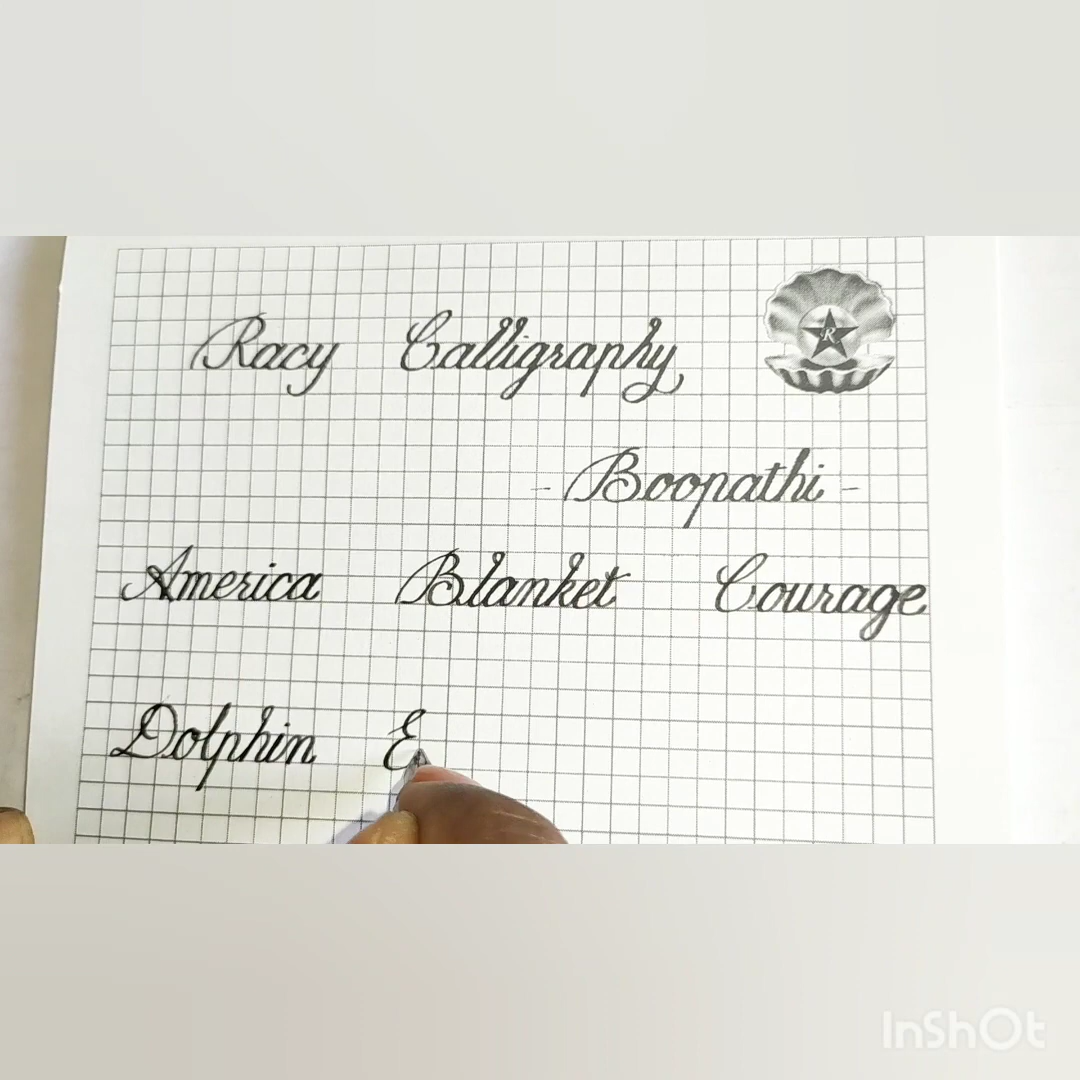 Racy Calligraphy
R
- Boopathi -
America Blanket Courage
Dolphin E
InShOt